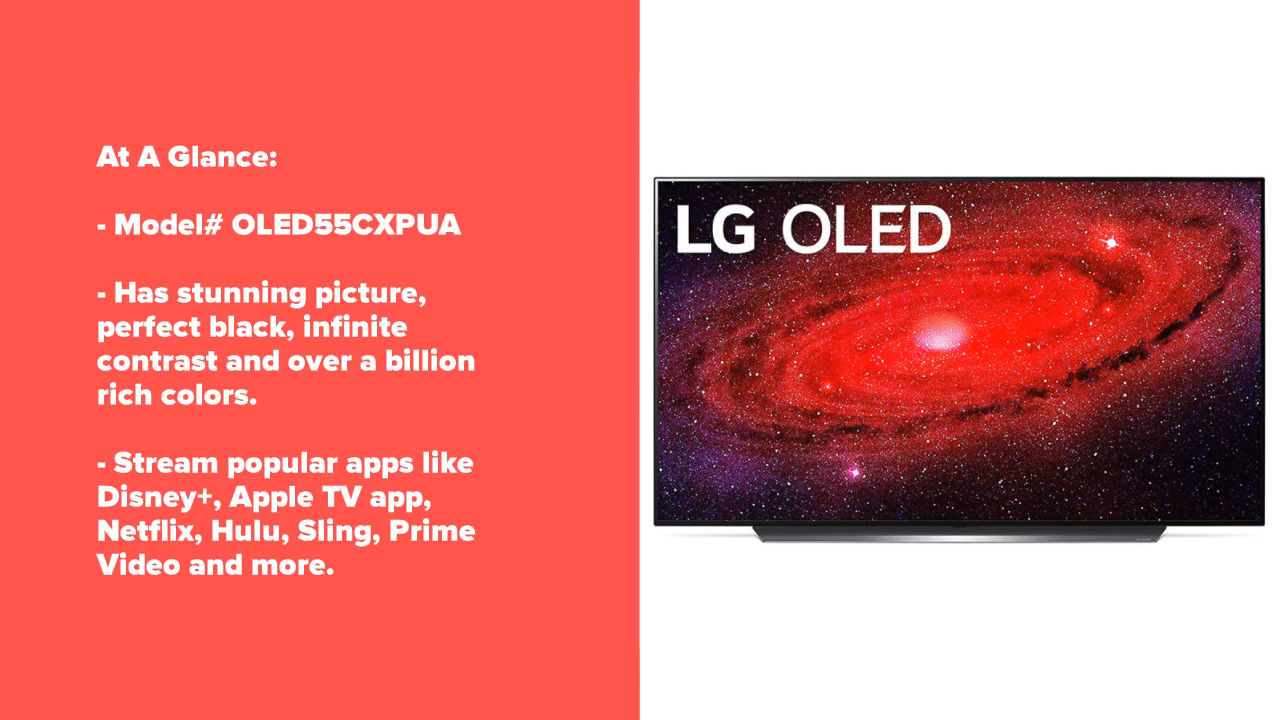 At A Glance:
- Model# OLED55CXPUA
- Has stunning picture,
perfect black, infinite
contrast and over a billion
rich colors.
- Stream popular apps like
Disney+, Apple TV app,
Netflix, Hulu, Sling, Prime
Video and more.
LG OLED